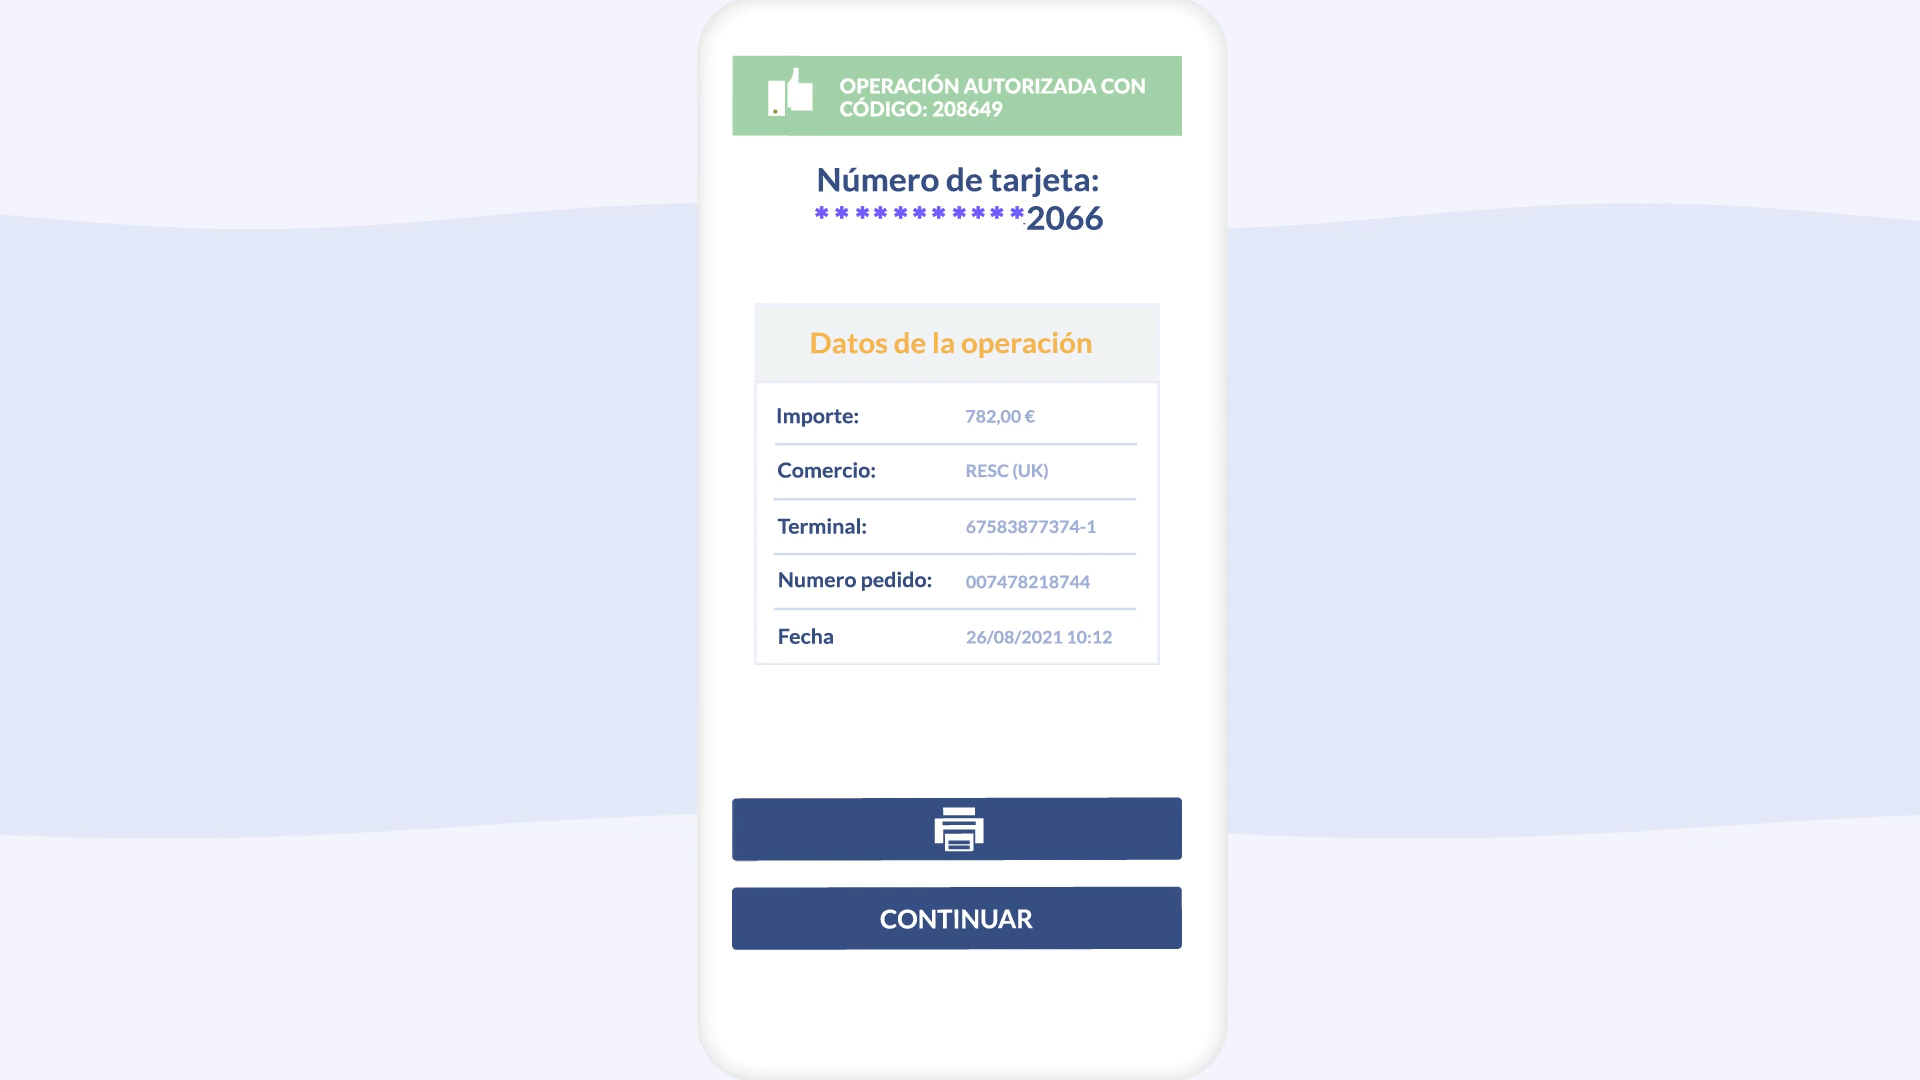 OPERACIÓN AUTORIZADA CON
CÓDIGO: 208649
Número de tarjeta:
***********2066
Datos de la operación
Importe: 782,00 €
Comercio: RESC (UK)
Terminal: 67583877374-1
Numero pedido: 007478218744
Fecha 26/08/2021 10:12
CONTINUAR